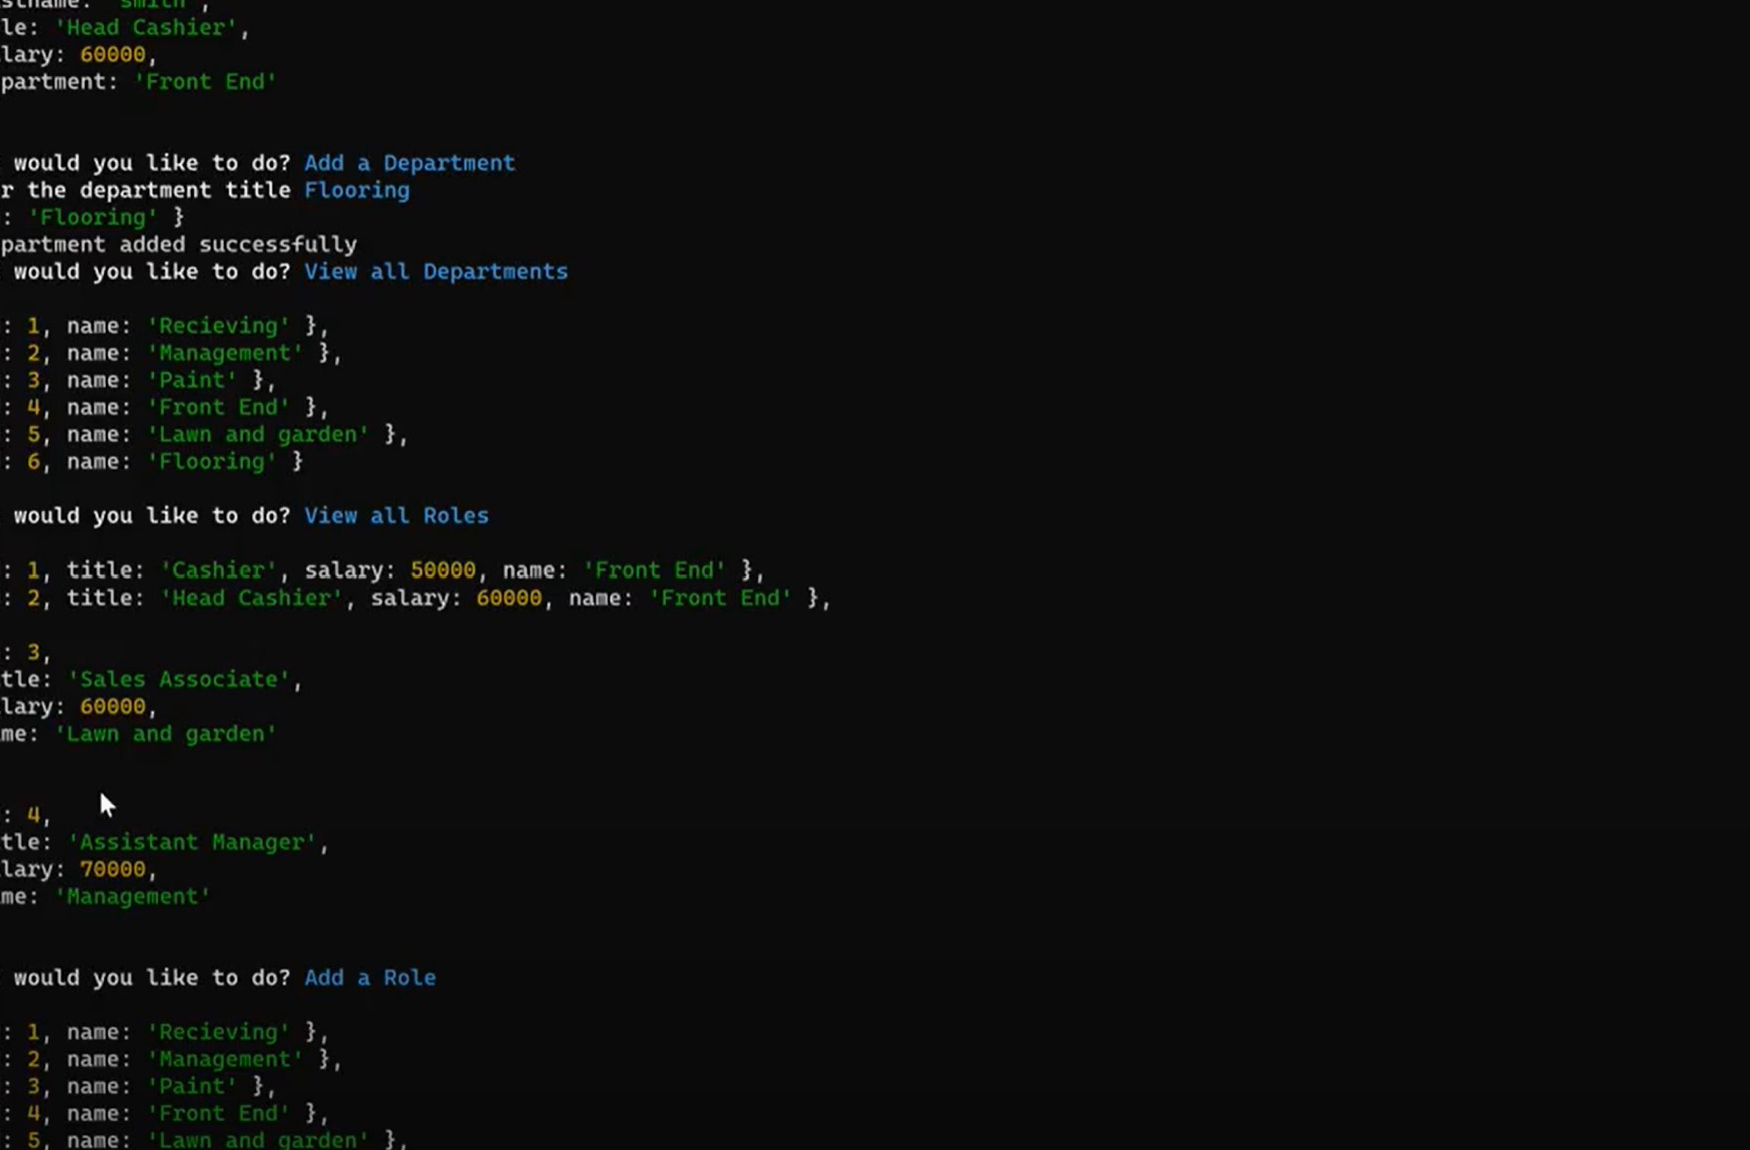 stname: 'smith',
le: 'Head Cashier',
lary: 60000,
partment: 'Front End'
would you like to do? Add a Department
r the department title Flooring
: 'Flooring' }
partment added successfully
would you like to do? View all Departments
: 1, name: 'Recieving' },
: 2, name: 'Management' },
: 3, name: 'Paint' },
: 4, name: 'Front End' },
: 5, name: 'Lawn and garden' },
: 6, name: 'Flooring' }
would you like to do? View all Roles
: 1, title: 'Cashier', salary: 50000, name: 'Front End' },
: 2, title: 'Head Cashier', salary: 60000, name: 'Front End' },
: 3,
tle: 'Sales Associate',
lary: 60000,
me: 'Lawn and garden'
: 4,
tle: 'Assistant Manager',
lary: 70000,
me: 'Management'
would you like to do? Add a Role
: 1, name: 'Recieving' },
: 2, name: 'Management' },
: 3, name: 'Paint' },
: 4, name: 'Front End' },
: 5, name: 'Lawn and garden' },